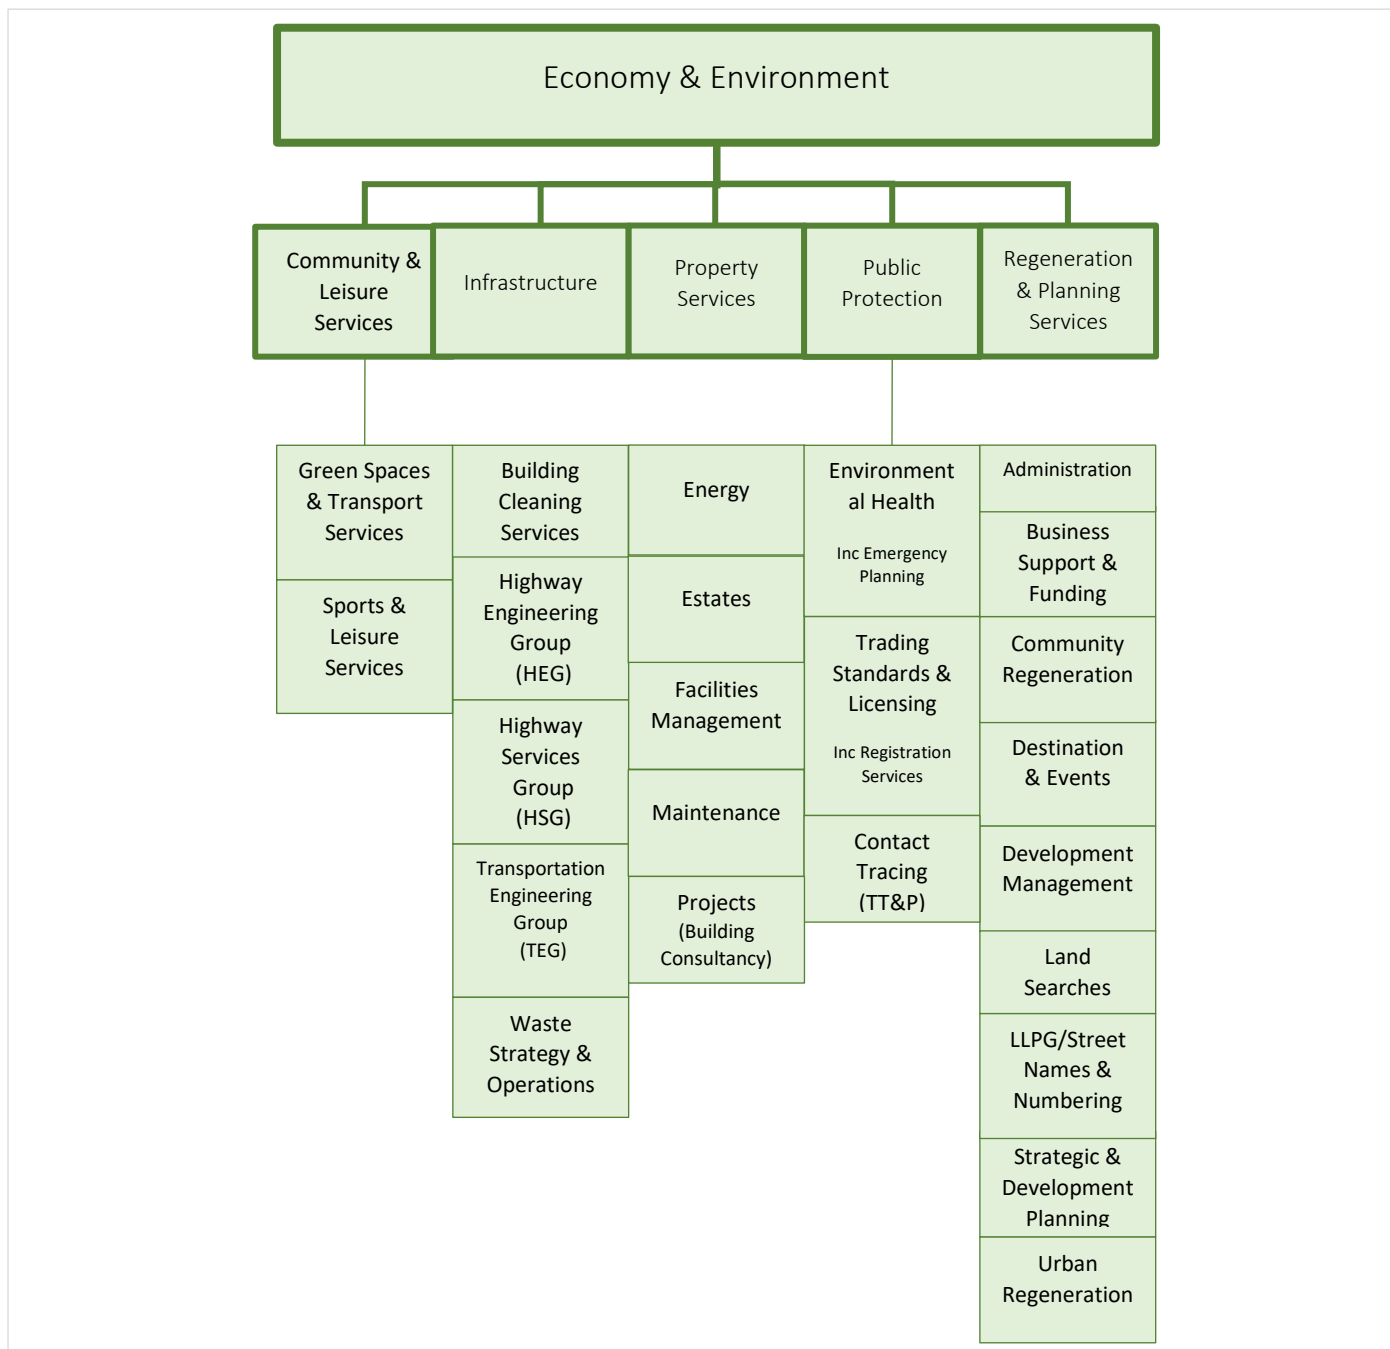 Economy & Environment
Community &
Leisure
Services
Infrastructure
Property
Services
Public
Protection
Regeneration
& Planning
Services
Green Spaces
& Transport
Services
Sports &
Leisure
Services
Building
Cleaning
Services
Highway
Engineering
Group
(HEG)
Highway
Services
Group
(HSG)
Transportation
Engineering
Group
(TEG)
Waste
Strategy &
Operations
Energy
Estates
Facilities
Management
Maintenance
Projects
(Building
Consultancy)
Environment
al Health
Inc Emergency
Planning
Trading
Standards &
Licensing
Inc Registration
Services
Contact
Tracing
(TT&P)
Administration
Business
Support &
Funding
Community
Regeneration
Destination
& Events
Development
Management
Land
Searches
LLPG/Street
Names &
Numbering
Strategic &
Development
Planning
Urban
Regeneration